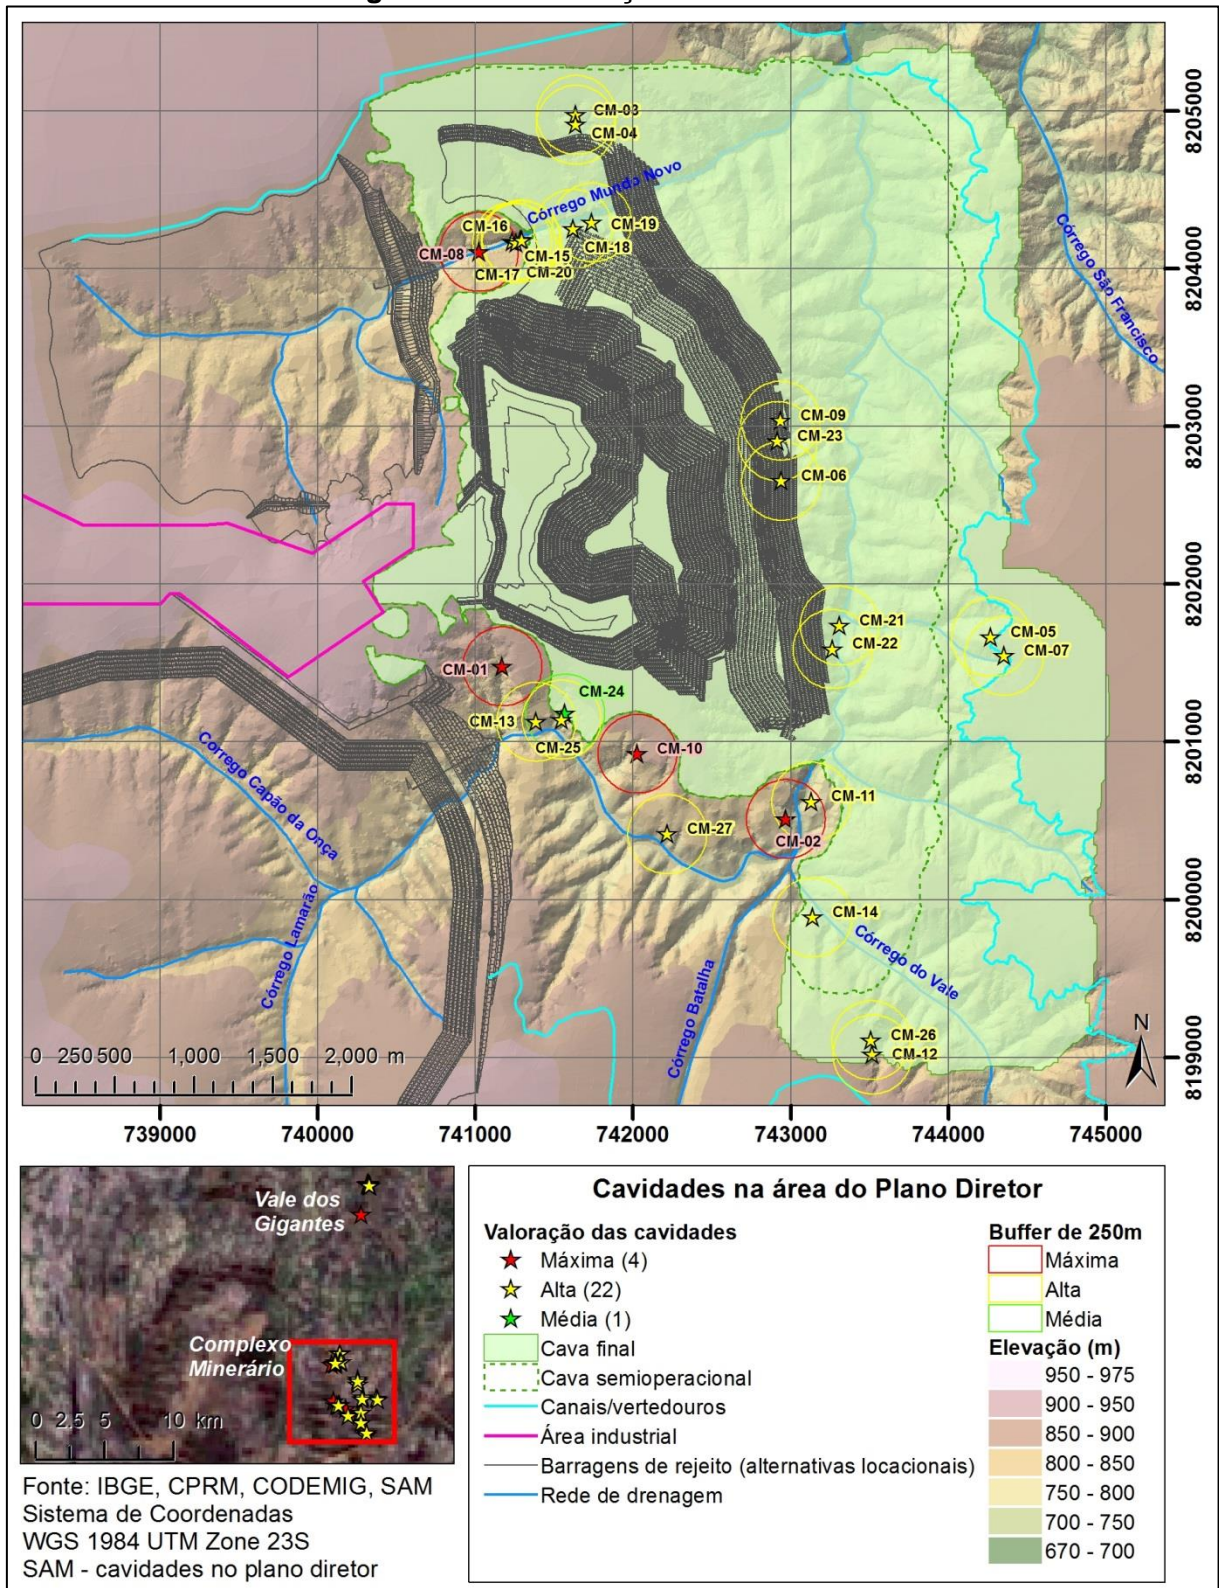 CM-03
CM-04
8205000
Córrego Mundo Novo
CM-16
CM-19
CM-08
CM-15
CM-18
CM-17
CM-20
8204000
Córrego São Francisco
CM-09
CM-23
8203000
CM-06
8202000
CM-21
CM-22
CM-05
CM-07
CM-01
CM-24
CM-13
CM-25
CM-10
8201000
Corrego Capão da Onça
CM-11
CM-27
CM-02
Córrego Lamarão
8200000
CM-14
Córrego do Vale
Córrego Batalha
CM-26
CM-12
N
8199000
0 250 500 1,000 1,500 2,000 m
739000 740000 741000 742000 743000 744000 745000
Vale dos
Gigantes
Complexo
Minerário
0 2.5 5 10 km
Fonte: IBGE, CPRM, CODEMIG, SAM
Sistema de Coordenadas
WGS 1984 UTM Zone 23S
SAM - cavidades no plano diretor
Cavidades na área do Plano Diretor
Valoração das cavidades
Máxima (4)
Alta (22)
Média (1)
Cava final
Cava semioperacional
Canais/vertedouros
Área industrial
Barragens de rejeito (alternativas locacionais)
Rede de drenagem
Buffer de 250m
Máxima
Alta
Média
Elevação (m)
950 - 975
900 - 950
850 - 900
800 - 850
750 - 800
700 - 750
670 - 700